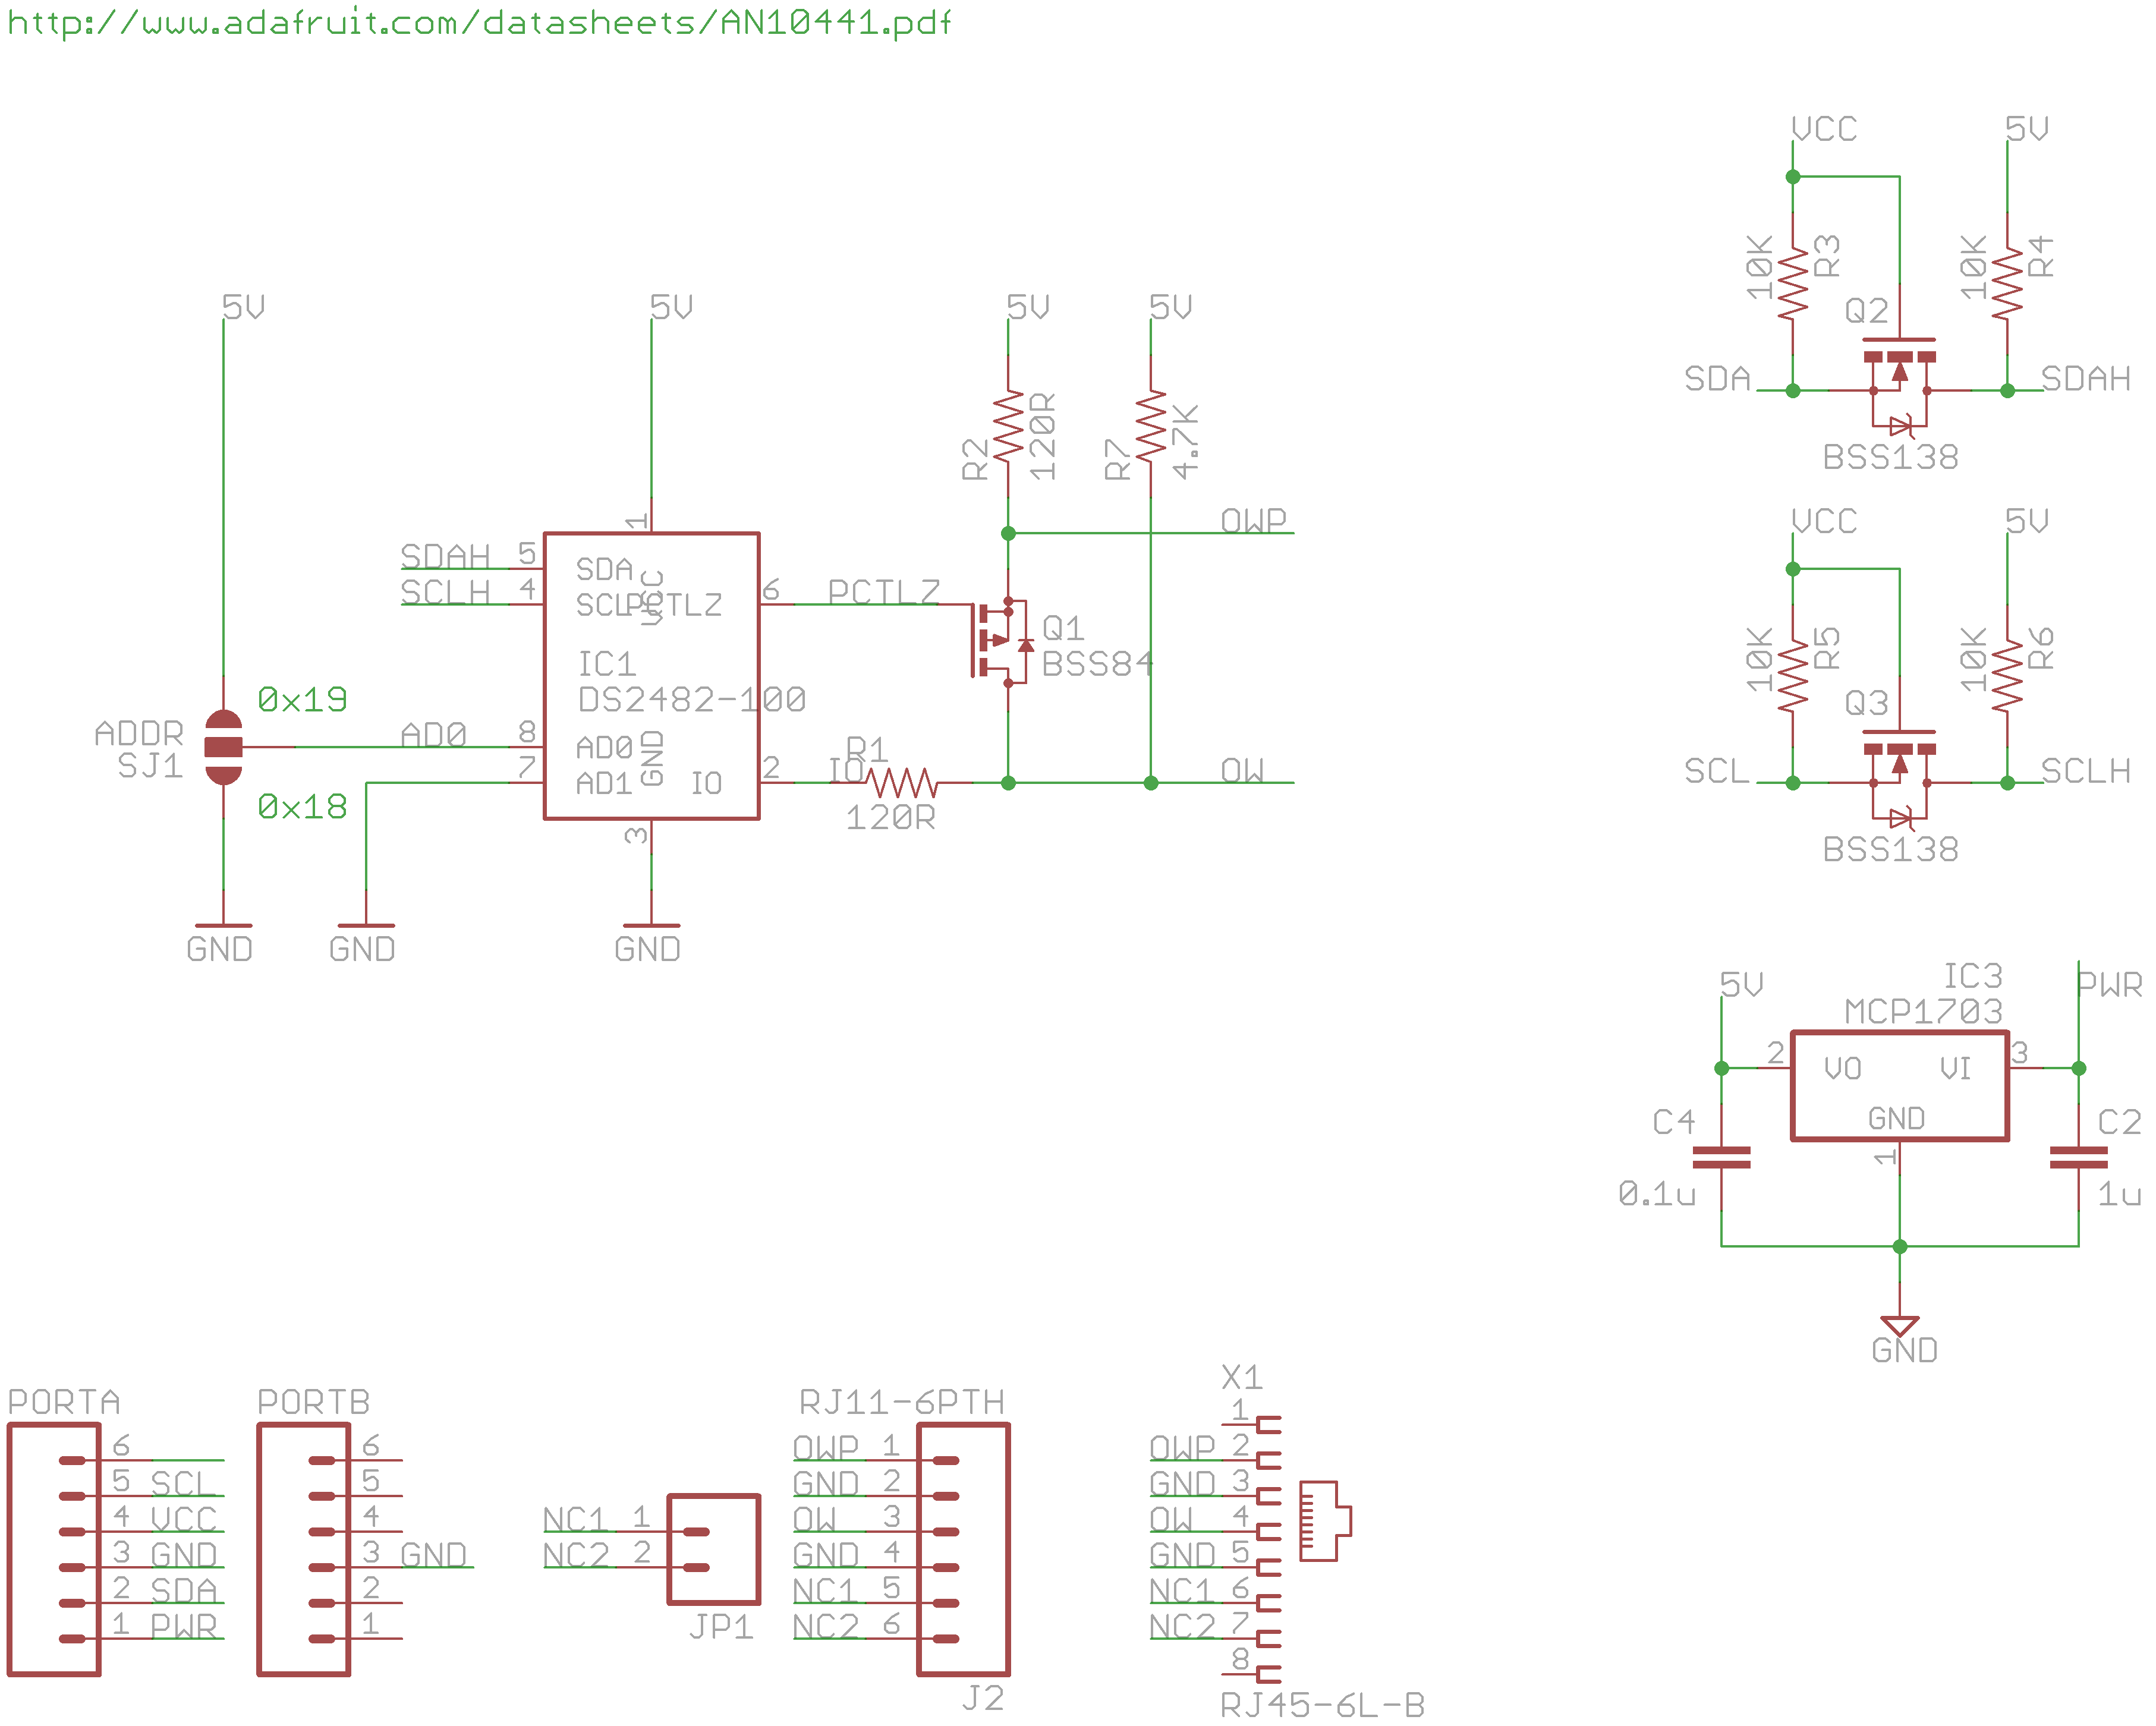 http://www.adafruit.com/datasheets/AN10441.pdf
VCC
5V
10K
R3
10K
R4
Q2
SDA
SDAH
BSS138
5V
5V
5V
5V
R2
120R
R7
4.7K
OWP
VCC
5V
10K
R5
10K
R6
Q3
SCL
SCLH
BSS138
1
SDAH
5
SDA
SCLH
4
SCL
VCC
PCTLZ
6
PCTLZ
Q1
BSS84
IC1
DS2482-100
0x19
ADDR
SJ1
0x18
AD0
8
AD0
7
AD1
GND
IO
2
IO
R1
120R
OW
3
GND
GND
GND
5V
IC3
MCP1703
PWR
2
VO
VI
3
GND
1
C4
0.1u
C2
1u
GND
PORTA
6
5
SCL
4
VCC
3
GND
2
SDA
1
PWR
PORTB
6
5
4
3
GND
2
1
NC1
1
NC2
2
JP1
RJ11-6PTH
OWP
1
GND
2
OW
3
GND
4
NC1
5
NC2
6
J2
X1
1
OWP
2
GND
3
OW
4
GND
5
NC1
6
NC2
7
8
RJ45-6L-B